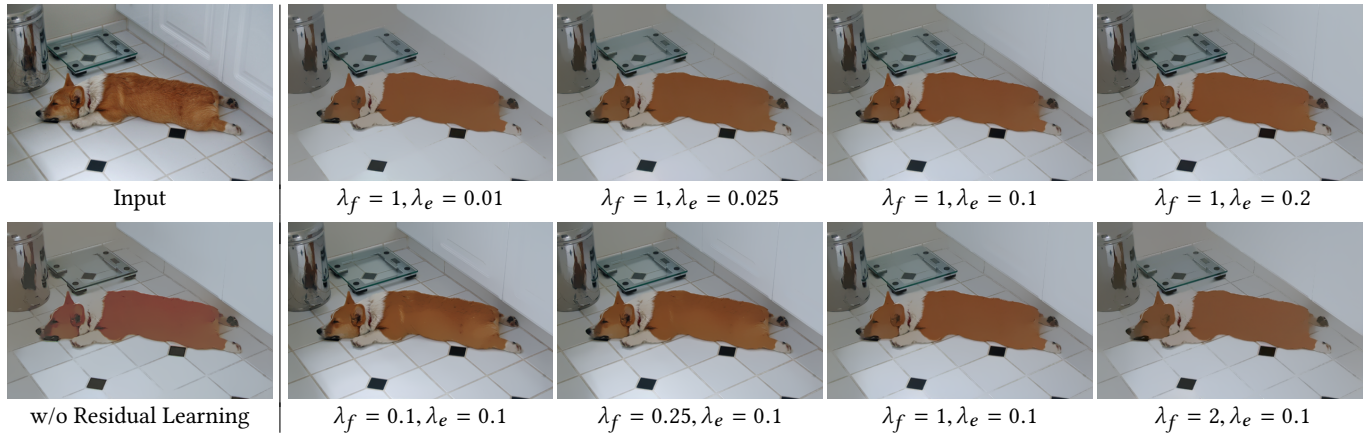 Input
λf = 1, λe = 0.01
λf = 1, λe = 0.025
λf = 1, λe = 0.1
λf = 1, λe = 0.2
w/o Residual Learning
λf = 0.1, λe = 0.1
λf = 0.25, λe = 0.1
λf = 1, λe = 0.1
λf = 2, λe = 0.1